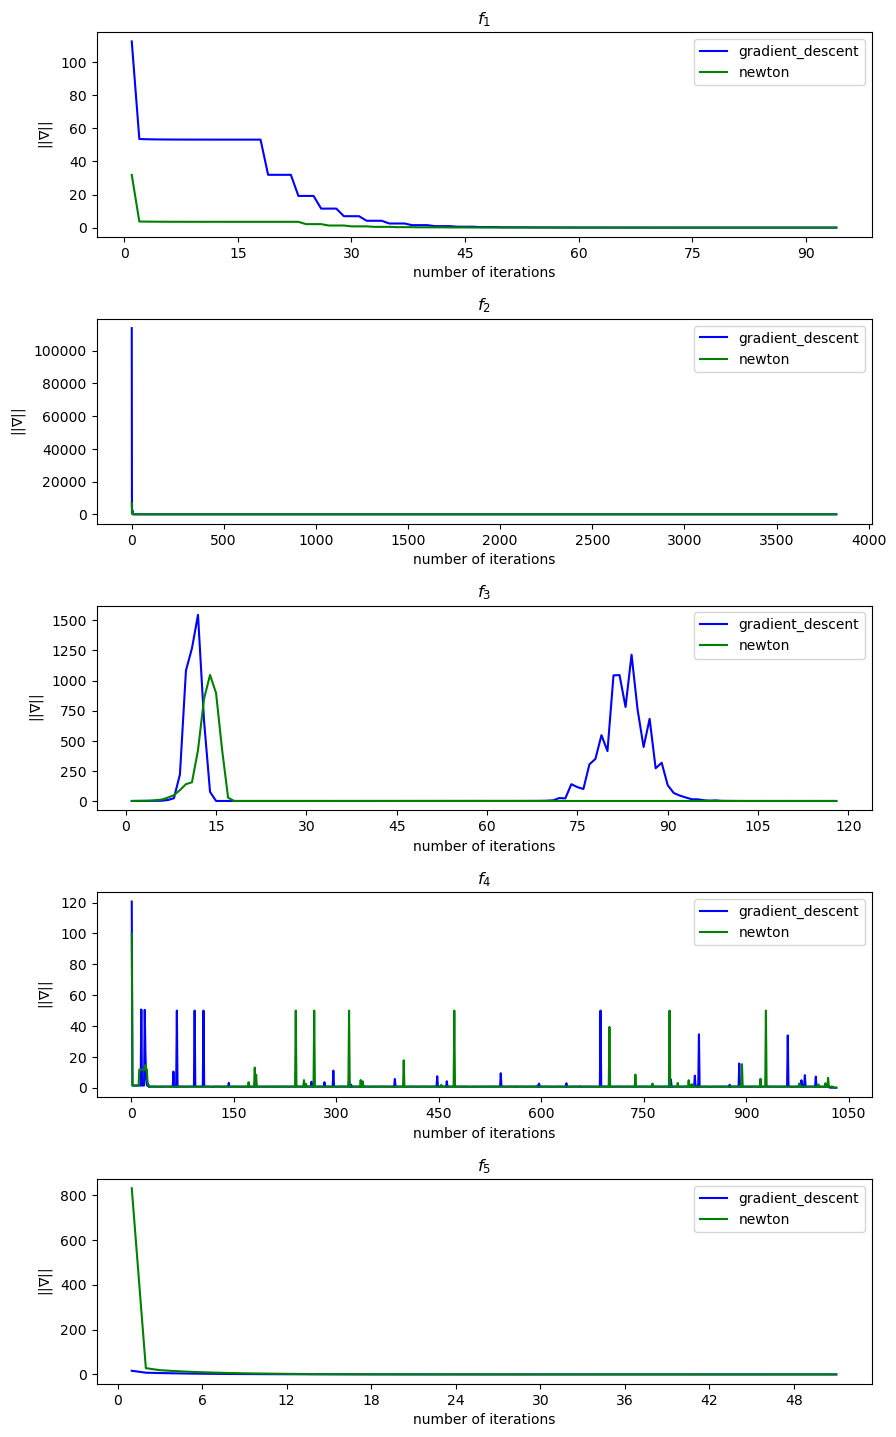 f1
||∇||
100
80
60
40
20
0
gradient_descent
newton
0 15 30 45 60 75 90
number of iterations
f2
||∇||
100000
80000
60000
40000
20000
0
gradient_descent
newton
0 500 1000 1500 2000 2500 3000 3500 4000
number of iterations
f3
||∇||
1500
1250
1000
750
500
250
0
gradient_descent
newton
0 15 30 45 60 75 90 105 120
number of iterations
f4
||∇||
120
100
80
60
40
20
0
gradient_descent
newton
0 150 300 450 600 750 900 1050
number of iterations
f5
||∇||
800
600
400
200
0
gradient_descent
newton
0 6 12 18 24 30 36 42 48
number of iterations